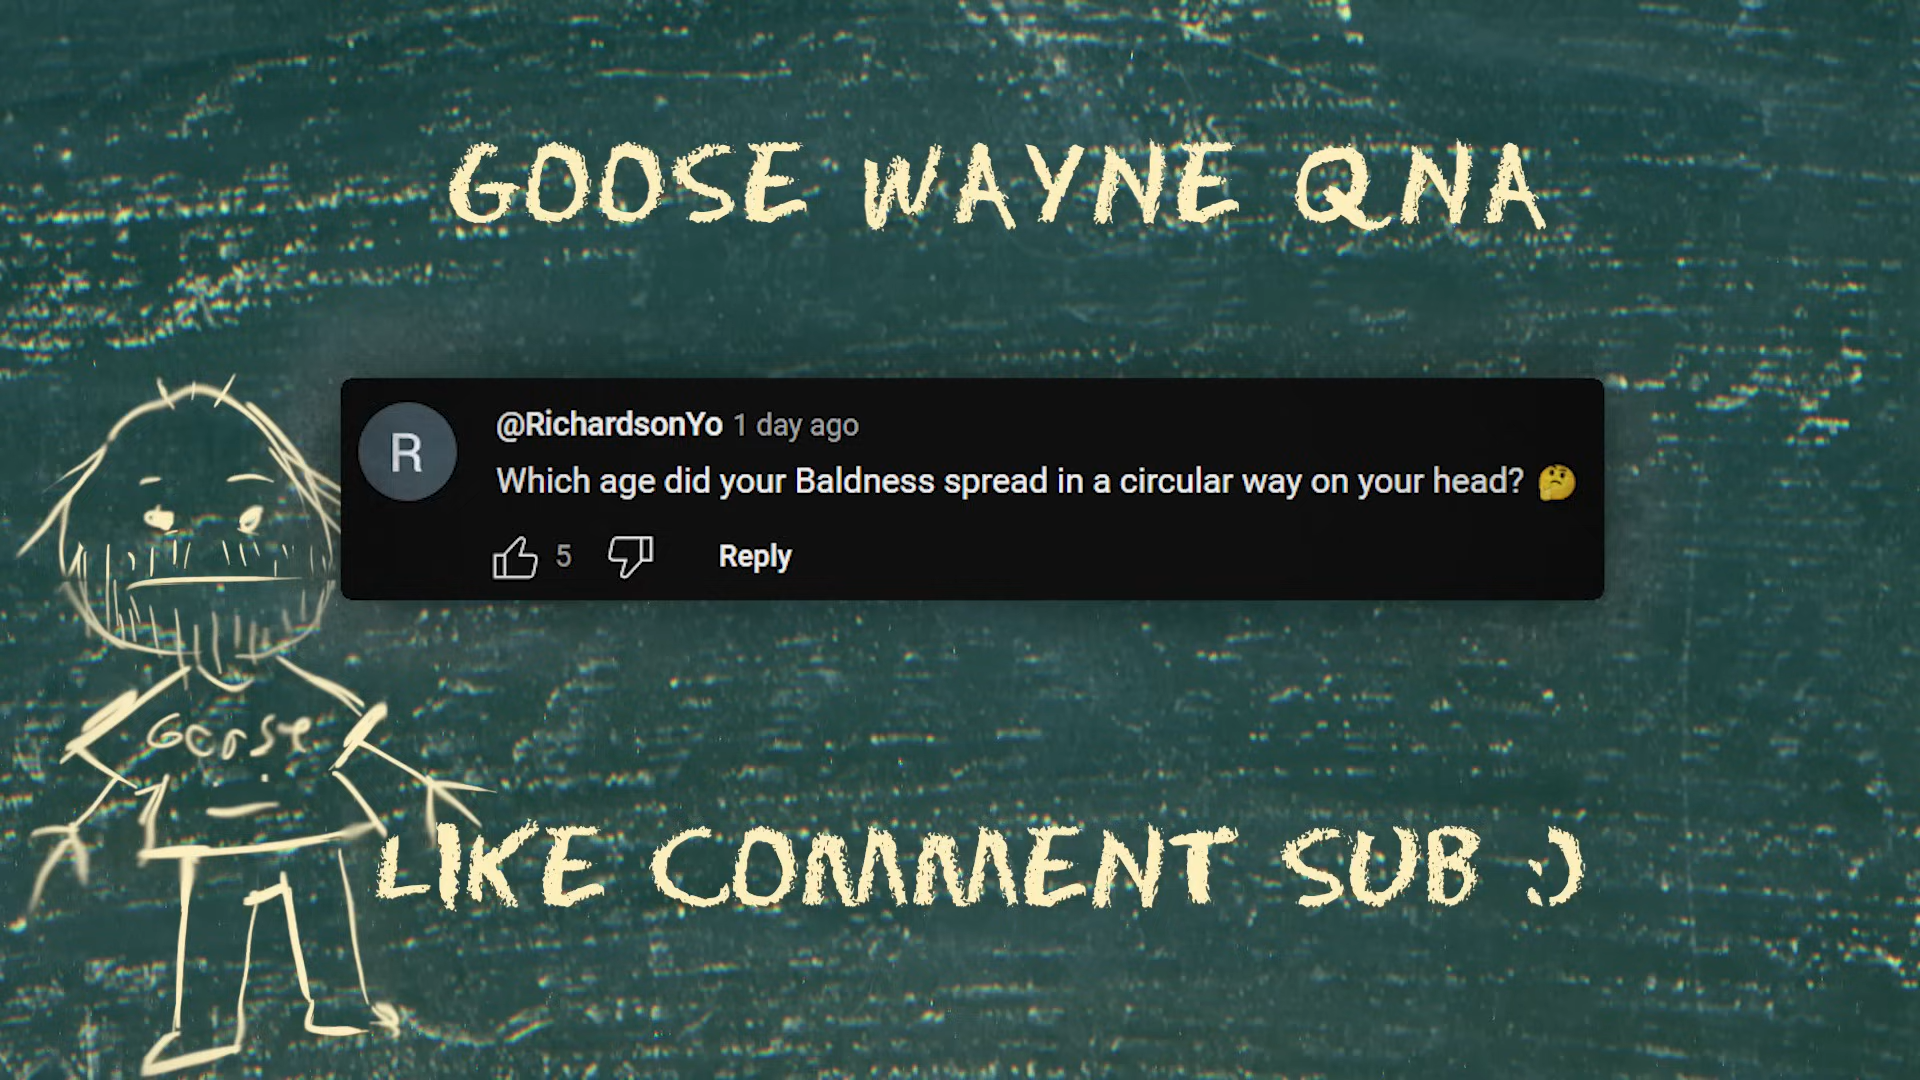 GOOSE WAYNE QNA
R
@RichardsonYo 1 day ago
Which age did your Baldness spread in a circular way on your head? 🤔
5
Reply
GOOSE
LIKE COMMENT SUB :)